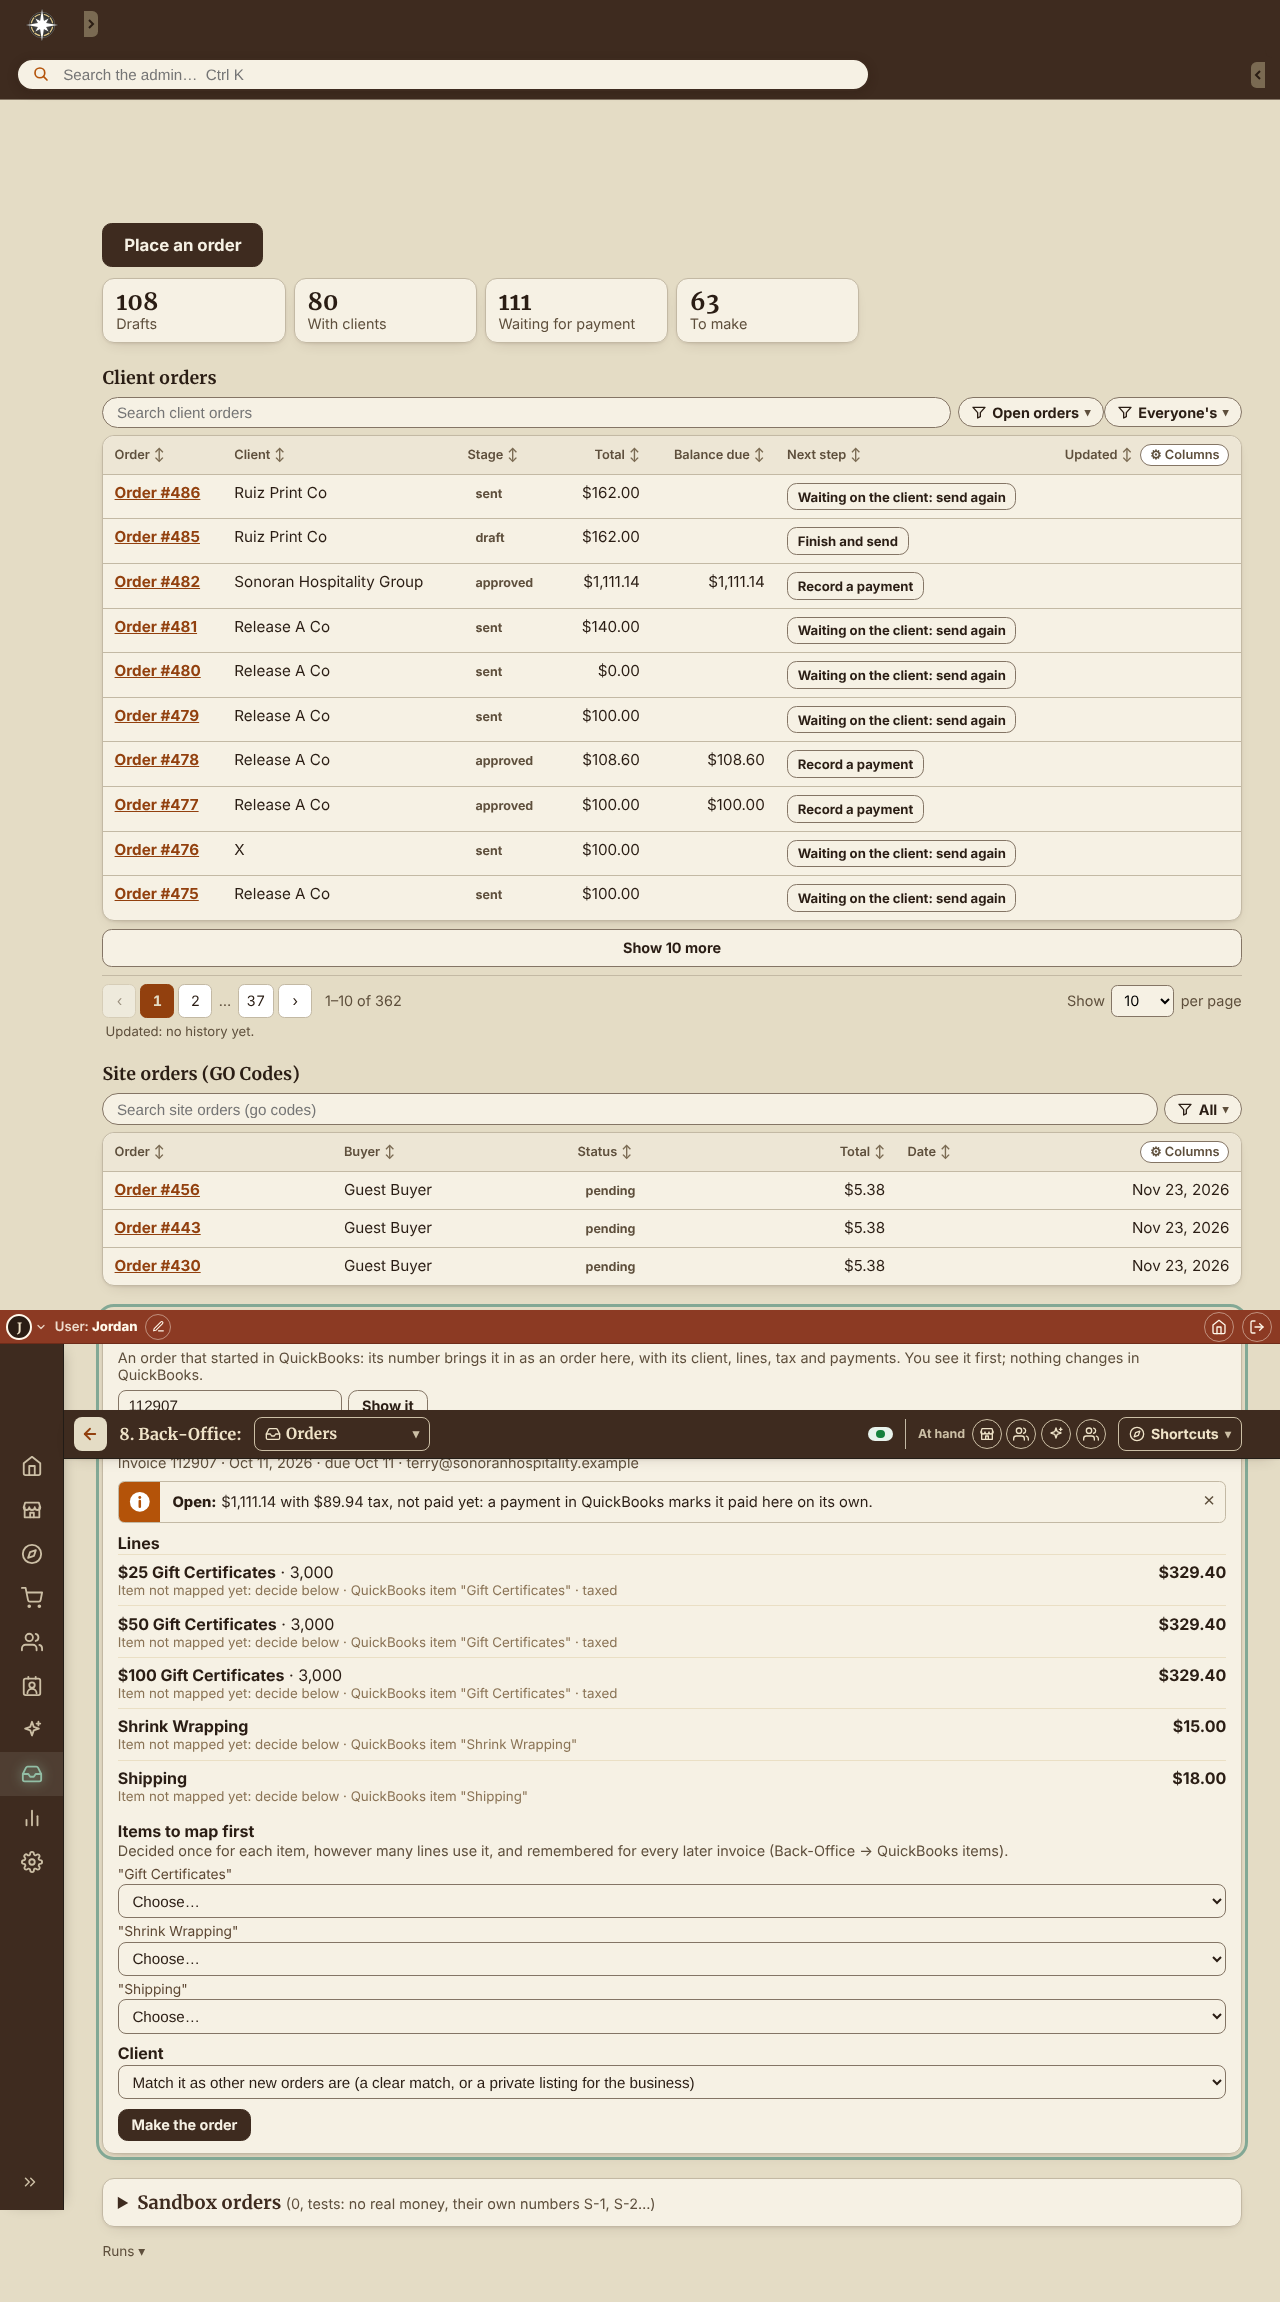 Search the admin… Ctrl K
Place an order
108
Drafts
80
With clients
111
Waiting for payment
63
To make
Client orders
Search client orders
Open orders ▾
Everyone's ▾
Order ↕ Client ↕ Stage ↕ Total ↕ Balance due ↕ Next step ↕ Updated ↕ ⚙ Columns
Order #486 Ruiz Print Co sent $162.00 Waiting on the client: send again
Order #485 Ruiz Print Co draft $162.00 Finish and send
Order #482 Sonoran Hospitality Group approved $1,111.14 $1,111.14 Record a payment
Order #481 Release A Co sent $140.00 Waiting on the client: send again
Order #480 Release A Co sent $0.00 Waiting on the client: send again
Order #479 Release A Co sent $100.00 Waiting on the client: send again
Order #478 Release A Co approved $108.60 $108.60 Record a payment
Order #477 Release A Co approved $100.00 $100.00 Record a payment
Order #476 X sent $100.00 Waiting on the client: send again
Order #475 Release A Co sent $100.00 Waiting on the client: send again
Show 10 more
‹ 1 2 … 37 › 1–10 of 362 Show 10 per page
Updated: no history yet.
Site orders (GO Codes)
Search site orders (go codes)
All ▾
Order ↕ Buyer ↕ Status ↕ Total ↕ Date ↕ ⚙ Columns
Order #456 Guest Buyer pending $5.38 Nov 23, 2026
Order #443 Guest Buyer pending $5.38 Nov 23, 2026
Order #430 Guest Buyer pending $5.38 Nov 23, 2026
J User: Jordan
An order that started in QuickBooks: its number brings it in as an order here, with its client, lines, tax and payments. You see it first; nothing changes in
QuickBooks.
112907 Show it
8. Back-Office: Orders ▾ At hand Shortcuts ▾
Invoice 112907 · Oct 11, 2026 · due Oct 11 · terry@sonoranhospitality.example
Open: $1,111.14 with $89.94 tax, not paid yet: a payment in QuickBooks marks it paid here on its own. ✕
Lines
$25 Gift Certificates · 3,000 $329.40
Item not mapped yet: decide below · QuickBooks item "Gift Certificates" · taxed
$50 Gift Certificates · 3,000 $329.40
Item not mapped yet: decide below · QuickBooks item "Gift Certificates" · taxed
$100 Gift Certificates · 3,000 $329.40
Item not mapped yet: decide below · QuickBooks item "Gift Certificates" · taxed
Shrink Wrapping $15.00
Item not mapped yet: decide below · QuickBooks item "Shrink Wrapping"
Shipping $18.00
Item not mapped yet: decide below · QuickBooks item "Shipping"
Items to map first
Decided once for each item, however many lines use it, and remembered for every later invoice (Back-Office → QuickBooks items).
"Gift Certificates"
Choose…
"Shrink Wrapping"
Choose…
"Shipping"
Choose…
Client
Match it as other new orders are (a clear match, or a private listing for the business)
Make the order
▶ Sandbox orders (0, tests: no real money, their own numbers S-1, S-2…)
Runs ▾